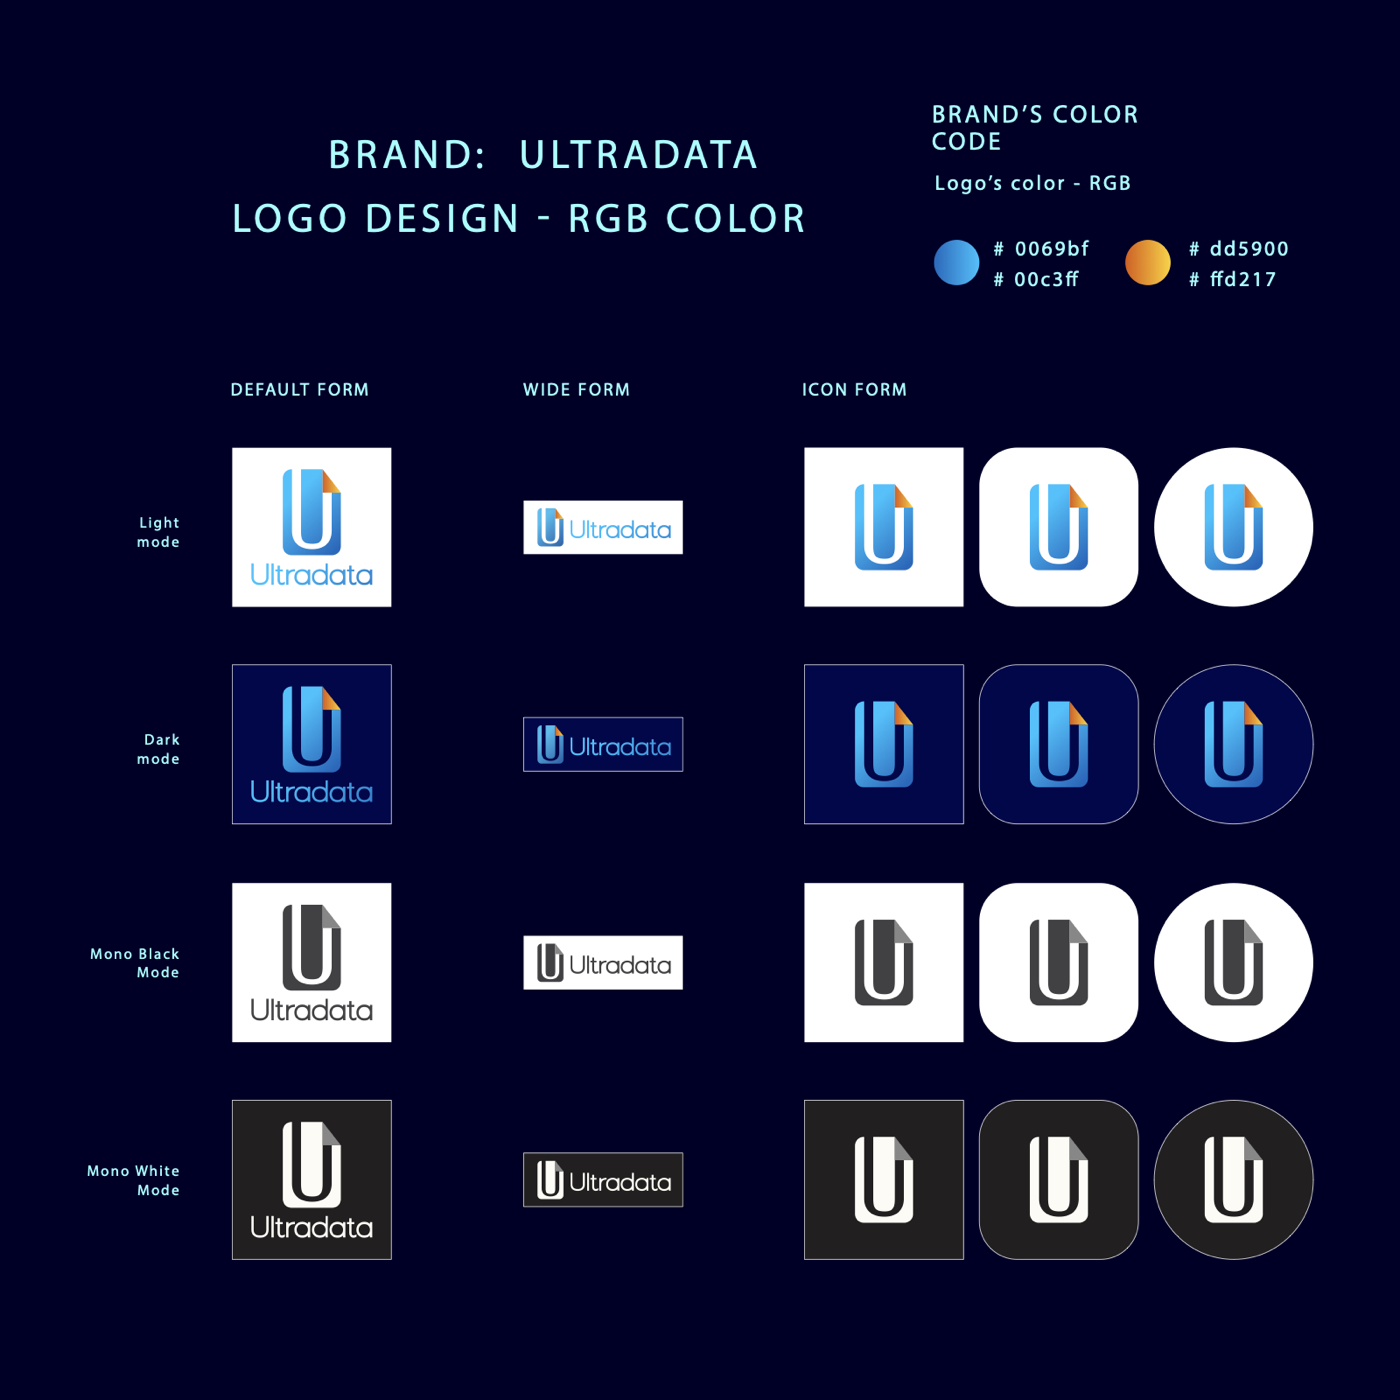 BRAND: ULTRADATA
LOGO DESIGN - RGB COLOR
BRAND’S COLOR
CODE
Logo’s color - RGB
# 0069bf
# 00c3ff
# dd5900
# ffd217
DEFAULT FORM
WIDE FORM
ICON FORM
Light
mode
Ultradata
Ultradata
Dark
mode
Ultradata
Ultradata
Mono Black
Mode
Ultradata
Ultradata
Mono White
Mode
Ultradata
Ultradata